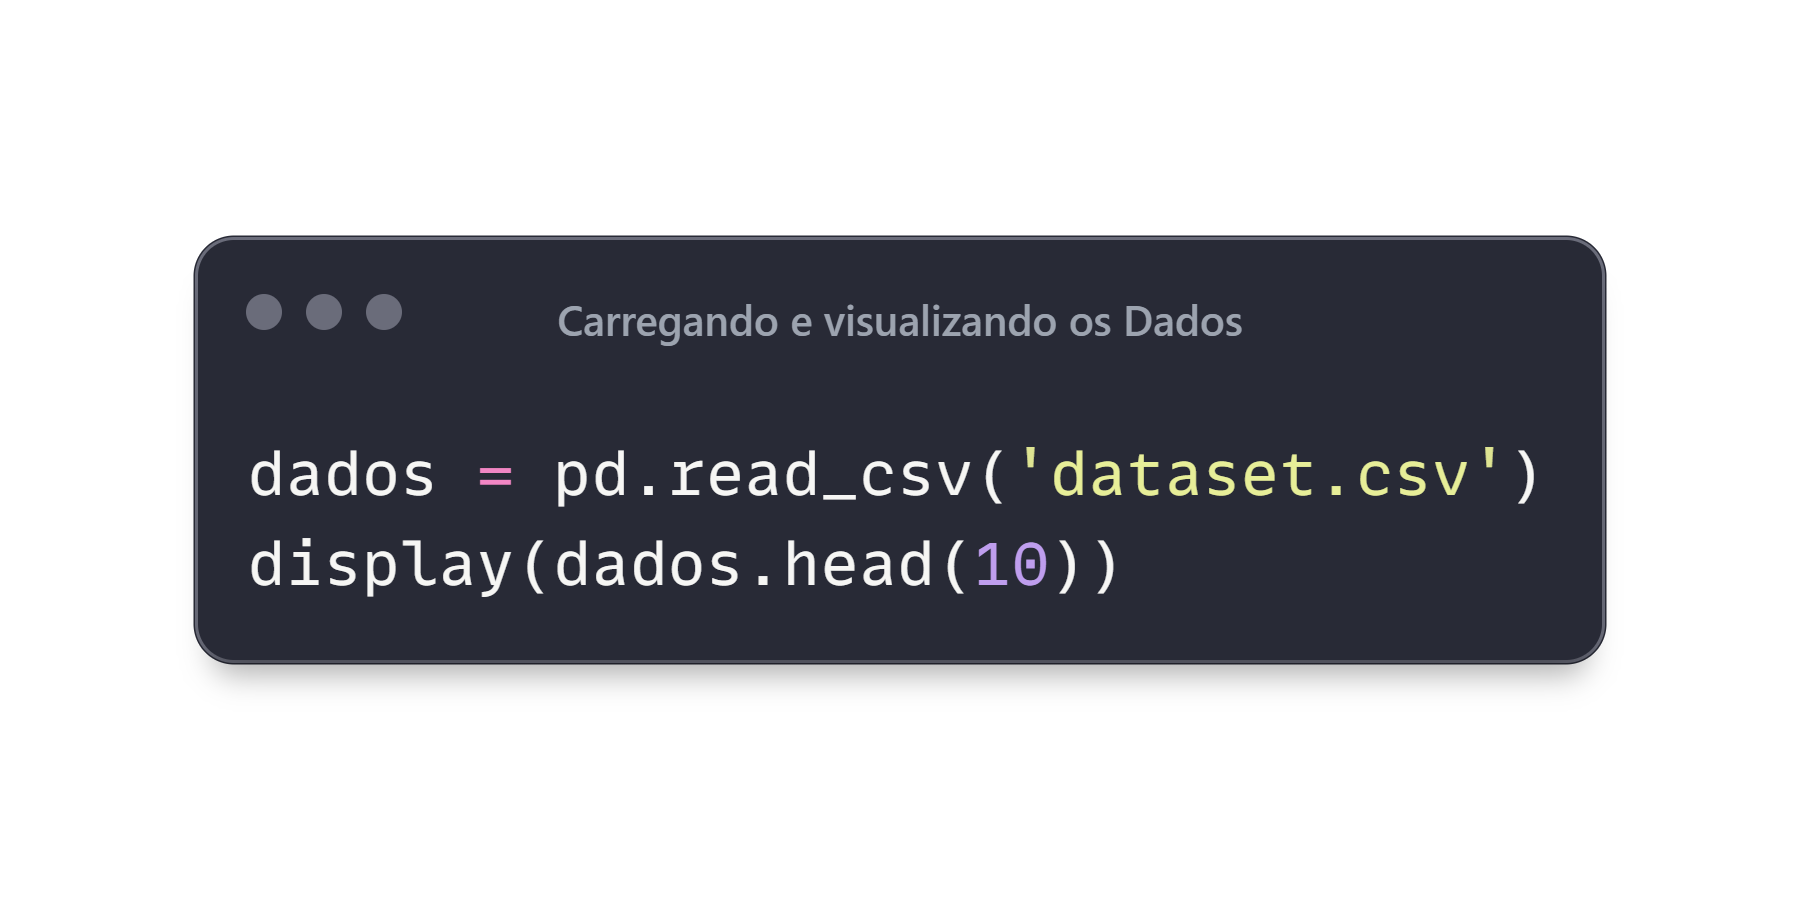 Carregando e visualizando os Dados
dados = pd.read_csv('dataset.csv')
display(dados.head(10))